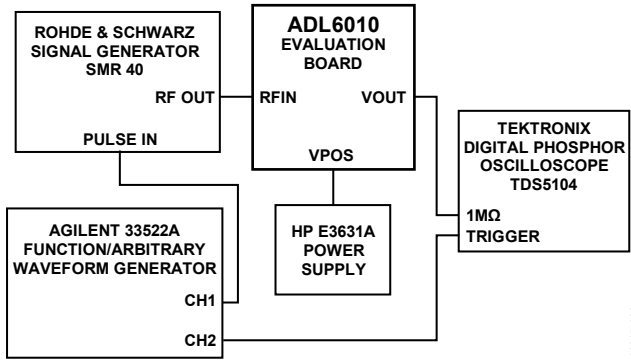 ROHDE & SCHWARZ
SIGNAL GENERATOR
SMR 40
RF OUT
PULSE IN
ADL6010
EVALUATION
BOARD
RFIN
VOUT
VPOS
TEKTRONIX
DIGITAL PHOSPHOR
OSCILLOSCOPE
TDS5104
1MΩ
TRIGGER
AGILENT 33522A
FUNCTION/ARBITRARY
WAVEFORM GENERATOR
CH1
CH2
HP E3631A
POWER
SUPPLY